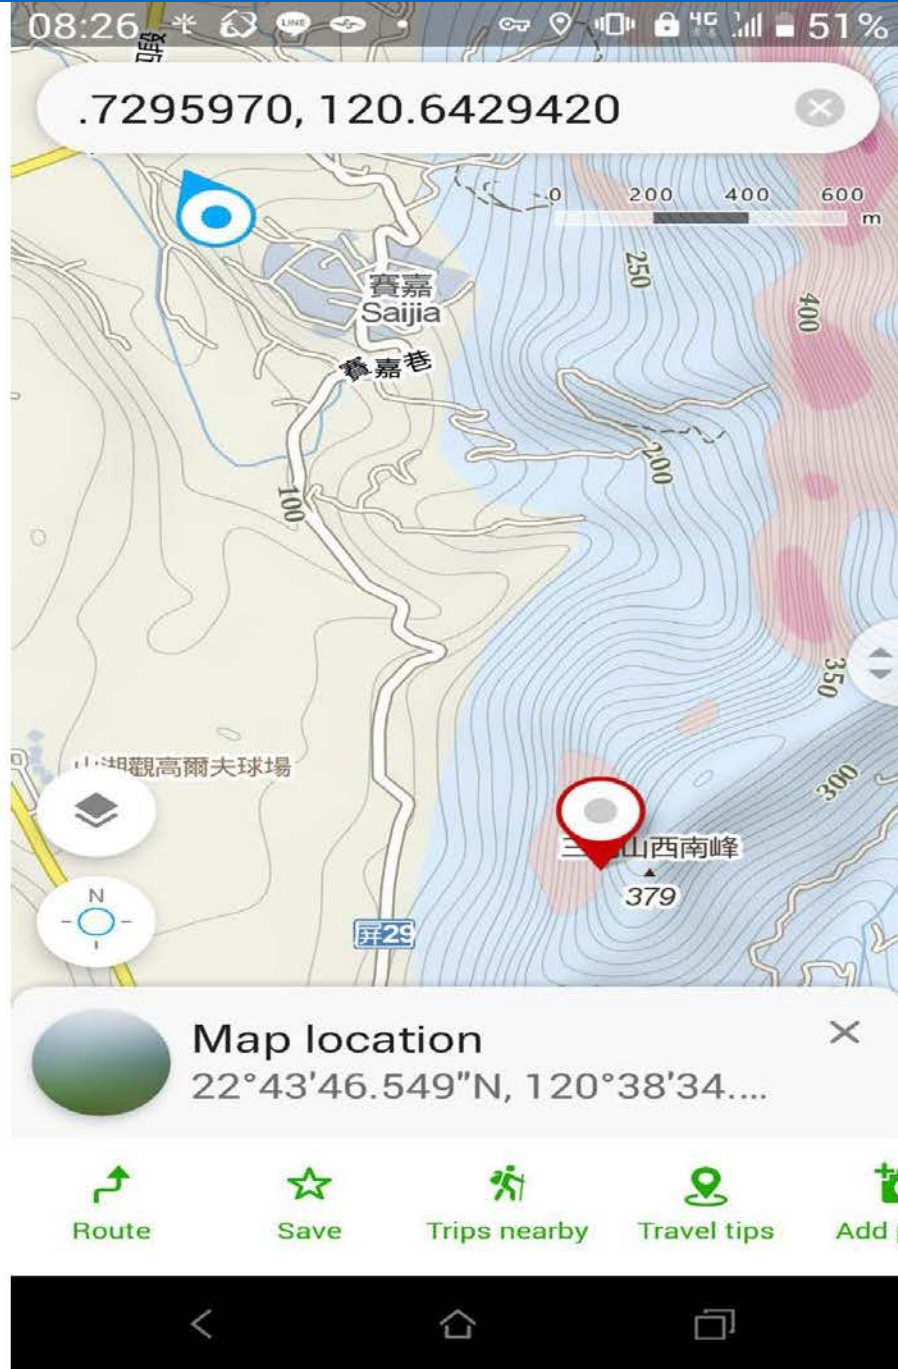 08:26 LINE 4G 51%
.7295970, 120.6429420
0 200 400 600
m
250
賽嘉
Saijia
400
賽嘉巷
200
100
350
山湖觀高爾夫球場
300
山西南峰
379
N
屏29
Map location
22°43'46.549"N, 120°38'34.…
Route Save Trips nearby Travel tips Add